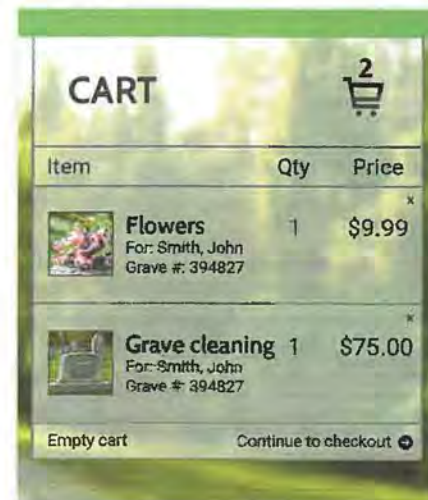 CART
2
Item Qty Price
x
Flowers 1 $9.99
For: Smith, John
Grave #: 394827
x
Grave cleaning 1 $75.00
For: Smith, John
Grave #: 394827
Empty cart Continue to checkout